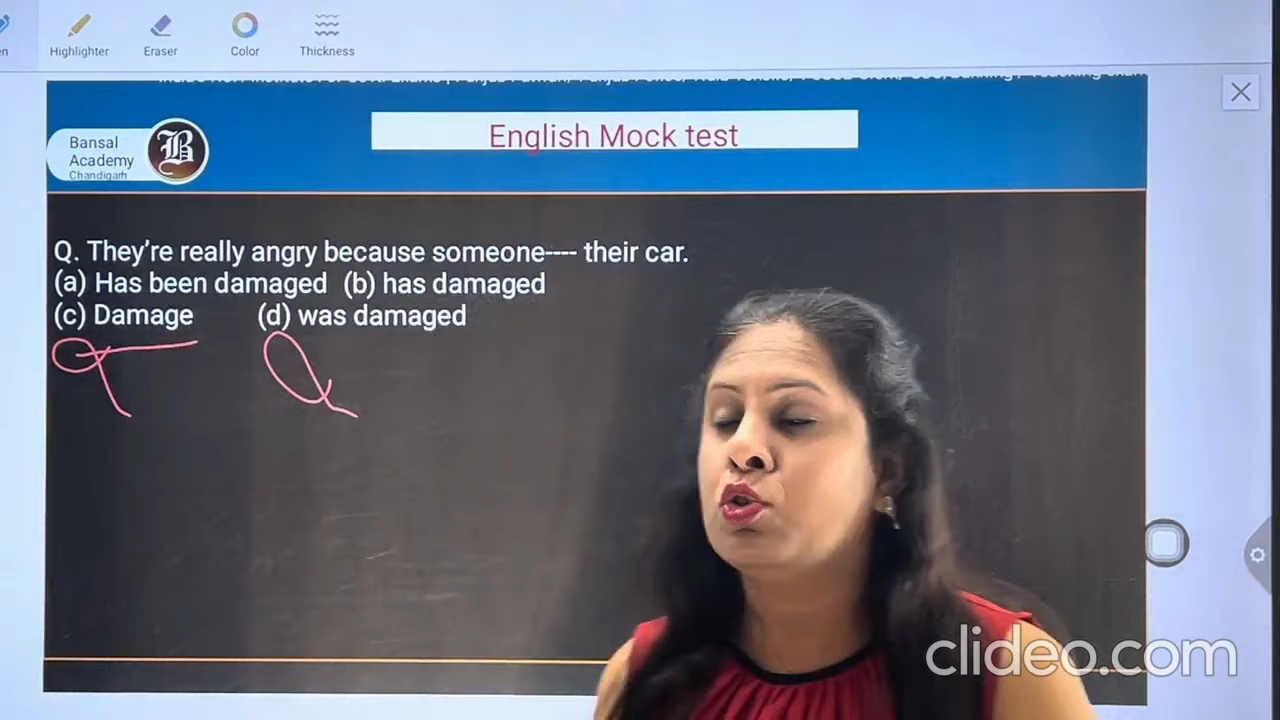 Highlighter
Eraser
Color
Thickness
Bansal
Academy
Chandigarh
B
English Mock test
Q. They're really angry because someone---- their car.
(a) Has been damaged (b) has damaged
(c) Damage (d) was damaged
clideo.com